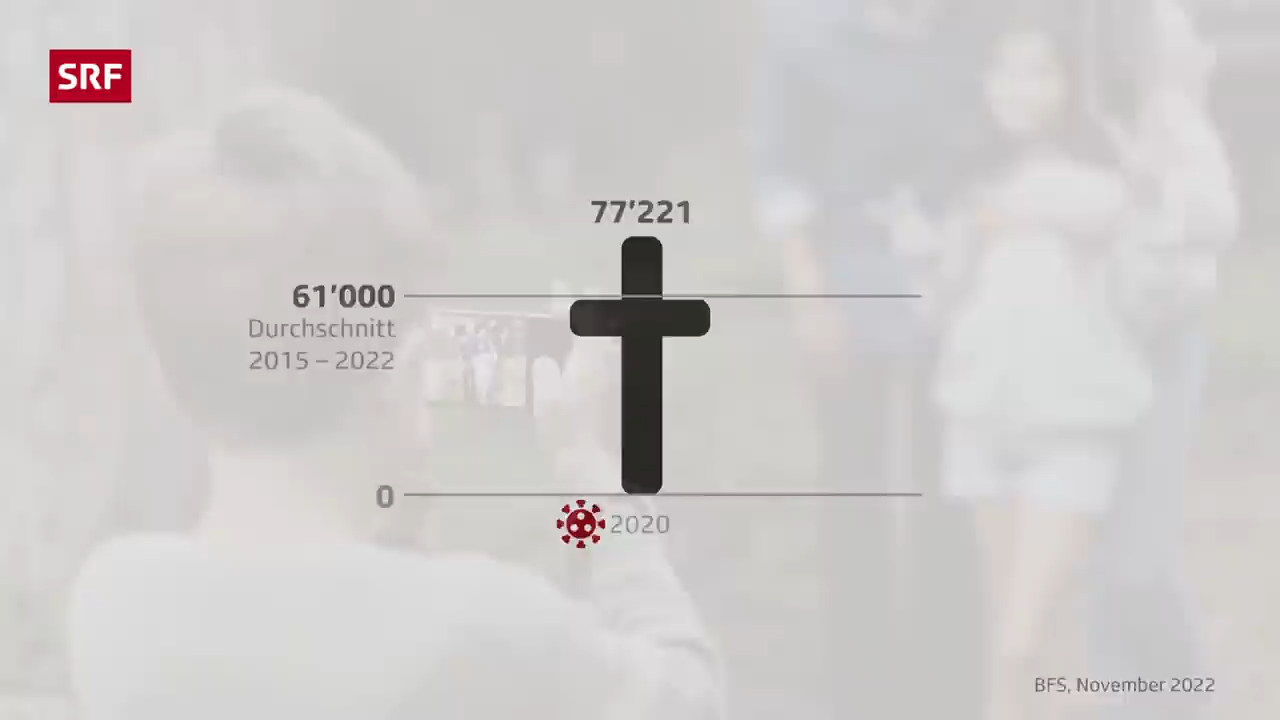 SRF
77’221
61’000
Durchschnitt
2015 – 2022
0
2020
BFS, November 2022